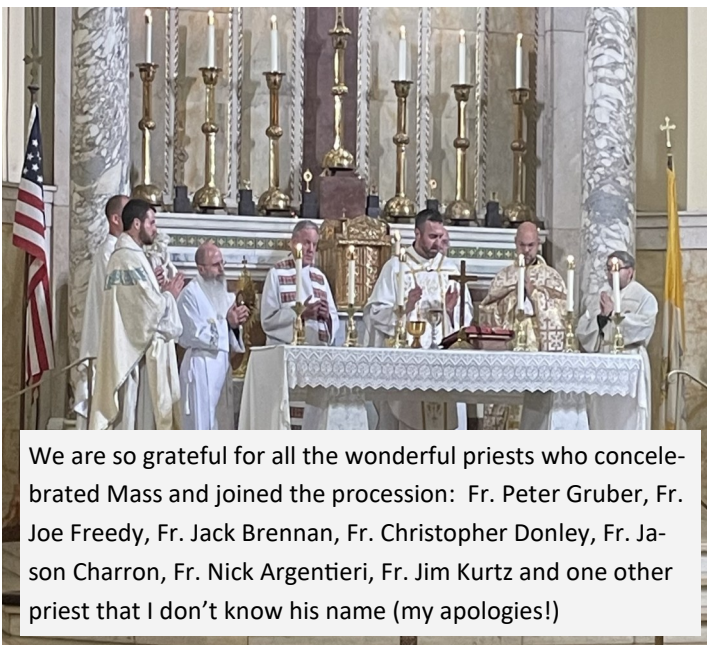 We are so grateful for all the wonderful priests who concele-
brated Mass and joined the procession:  Fr. Peter Gruber, Fr.
Joe Freedy, Fr. Jack Brennan, Fr. Christopher Donley, Fr. Ja-
son Charron, Fr. Nick Argentieri, Fr. Jim Kurtz and one other
priest that I don’t know his name (my apologies!)